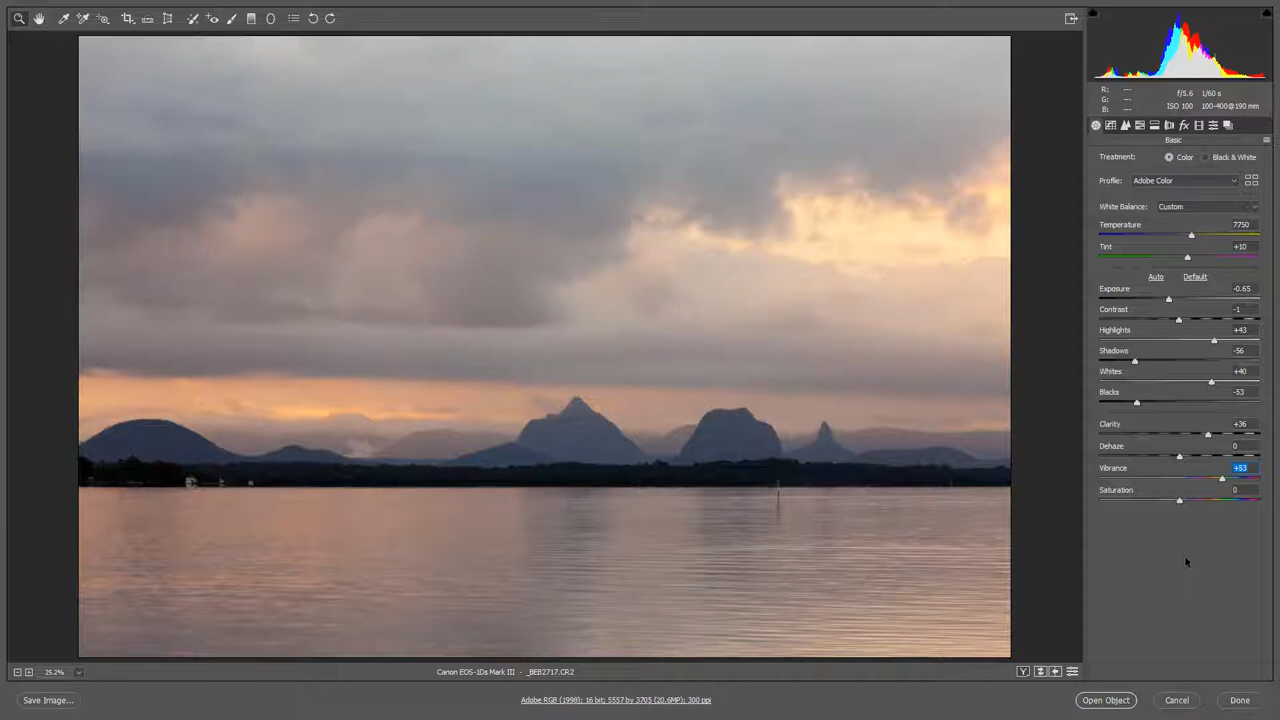 R: ---
G: ---
B: ---
f/5.6 1/60 s
ISO 100 100-400@190 mm
fx
Basic
Treatment: Color Black & White
Profile: Adobe Color
White Balance: Custom
Temperature 7750
Tint +10
Auto Default
Exposure -0.65
Contrast -1
Highlights +43
Shadows -56
Whites +40
Blacks -53
Clarity +36
Dehaze 0
Vibrance +53
Saturation 0
25.2% Canon EOS-1Ds Mark III - _BEB2717.CR2 Y
Save Image... Adobe RGB (1998); 16 bit; 5557 by 3705 (20.6MP); 300 ppi Open Object Cancel Done